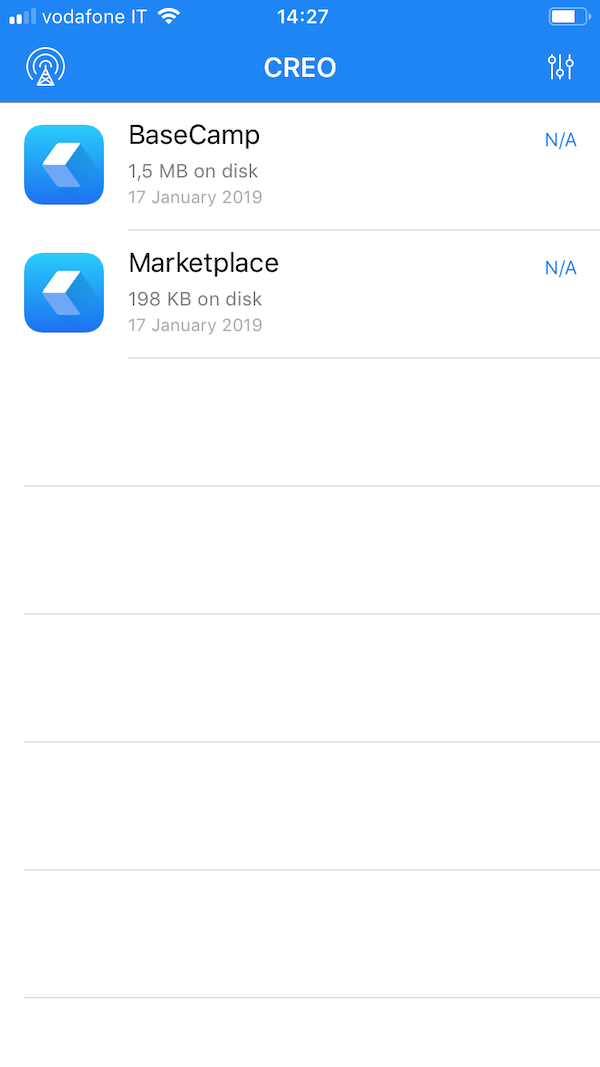 vodafone IT 14:27
CREO
BaseCamp N/A
1,5 MB on disk
17 January 2019
Marketplace N/A
198 KB on disk
17 January 2019